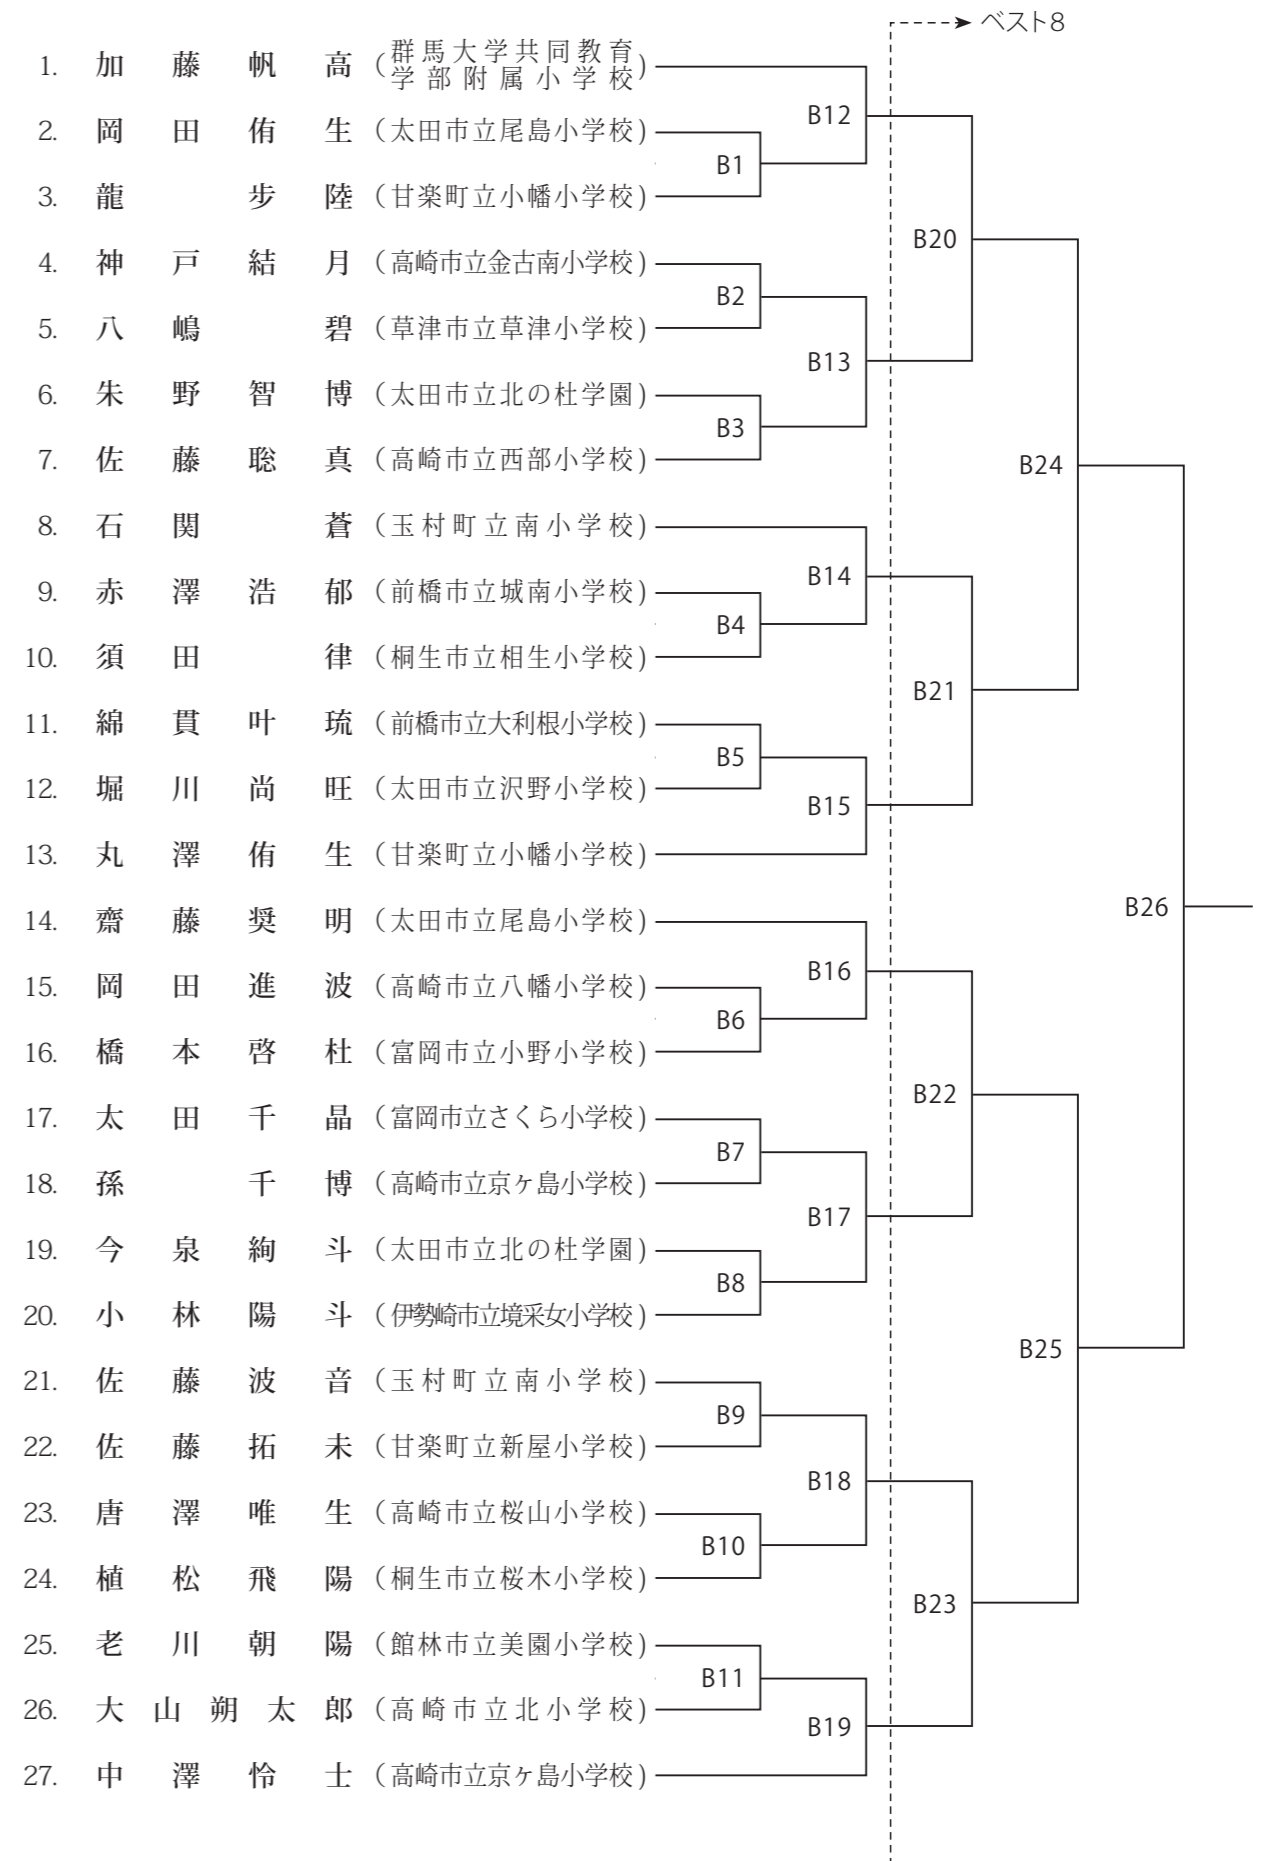 ベスト8
1. 加藤帆高 (群馬大学共同教育学部附属小学校)
B12
2. 岡田侑生 (太田市立尾島小学校)
B1
3. 龍歩陸 (甘楽町立小幡小学校)
B20
4. 神戸結月 (高崎市立金古南小学校)
B2
5. 八嶋碧 (草津市立草津小学校)
B13
6. 朱野智博 (太田市立北の杜学園)
B3
7. 佐藤聡真 (高崎市立西部小学校)
B24
8. 石関蒼 (玉村町立南小学校)
B14
9. 赤澤浩郁 (前橋市立城南小学校)
B4
10. 須田律 (桐生市立相生小学校)
B21
11. 綿貫叶琉 (前橋市立大利根小学校)
B5
12. 堀川尚旺 (太田市立沢野小学校)
B15
13. 丸澤侑生 (甘楽町立小幡小学校)
B26
14. 齋藤奨明 (太田市立尾島小学校)
B16
15. 岡田進波 (高崎市立八幡小学校)
B6
16. 橋本啓杜 (富岡市立小野小学校)
B22
17. 太田千晶 (富岡市立さくら小学校)
B7
18. 孫千博 (高崎市立京ヶ島小学校)
B17
19. 今泉絢斗 (太田市立北の杜学園)
B8
20. 小林陽斗 (伊勢崎市立境采女小学校)
B25
21. 佐藤波音 (玉村町立南小学校)
B9
22. 佐藤拓未 (甘楽町立新屋小学校)
B18
23. 唐澤唯生 (高崎市立桜山小学校)
B10
24. 植松飛陽 (桐生市立桜木小学校)
B23
25. 老川朝陽 (館林市立美園小学校)
B11
26. 大山朔太郎 (高崎市立北小学校)
B19
27. 中澤怜士 (高崎市立京ヶ島小学校)